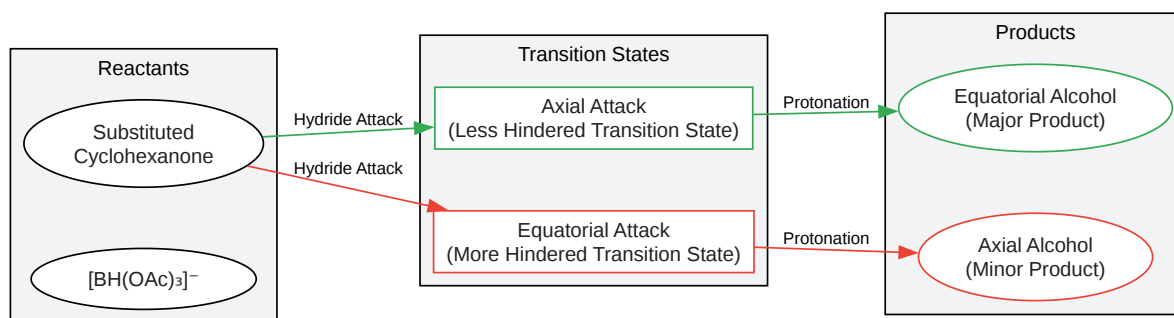 Reactants
Substituted
Cyclohexanone
[BH(OAc)₃]⁻
Hydride Attack
Hydride Attack
Transition States
Axial Attack
(Less Hindered Transition State)
Equatorial Attack
(More Hindered Transition State)
Protonation
Protonation
Products
Equatorial Alcohol
(Major Product)
Axial Alcohol
(Minor Product)